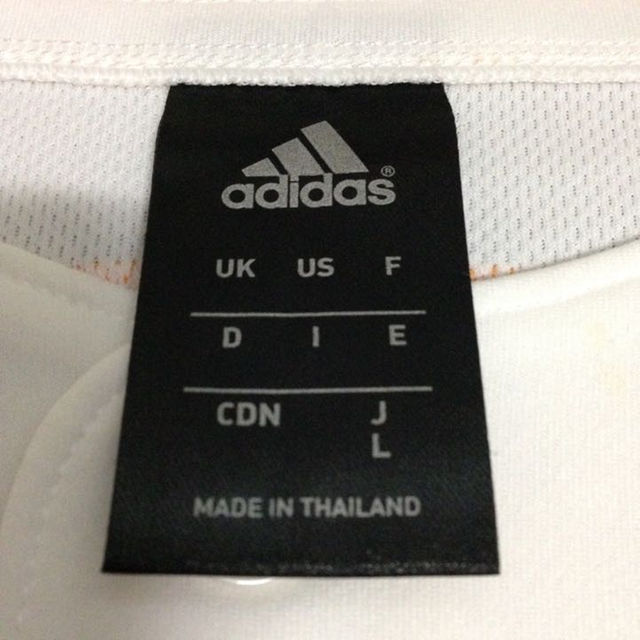 adidas®
UK US F
D I E
CDN J
L
MADE IN THAILAND